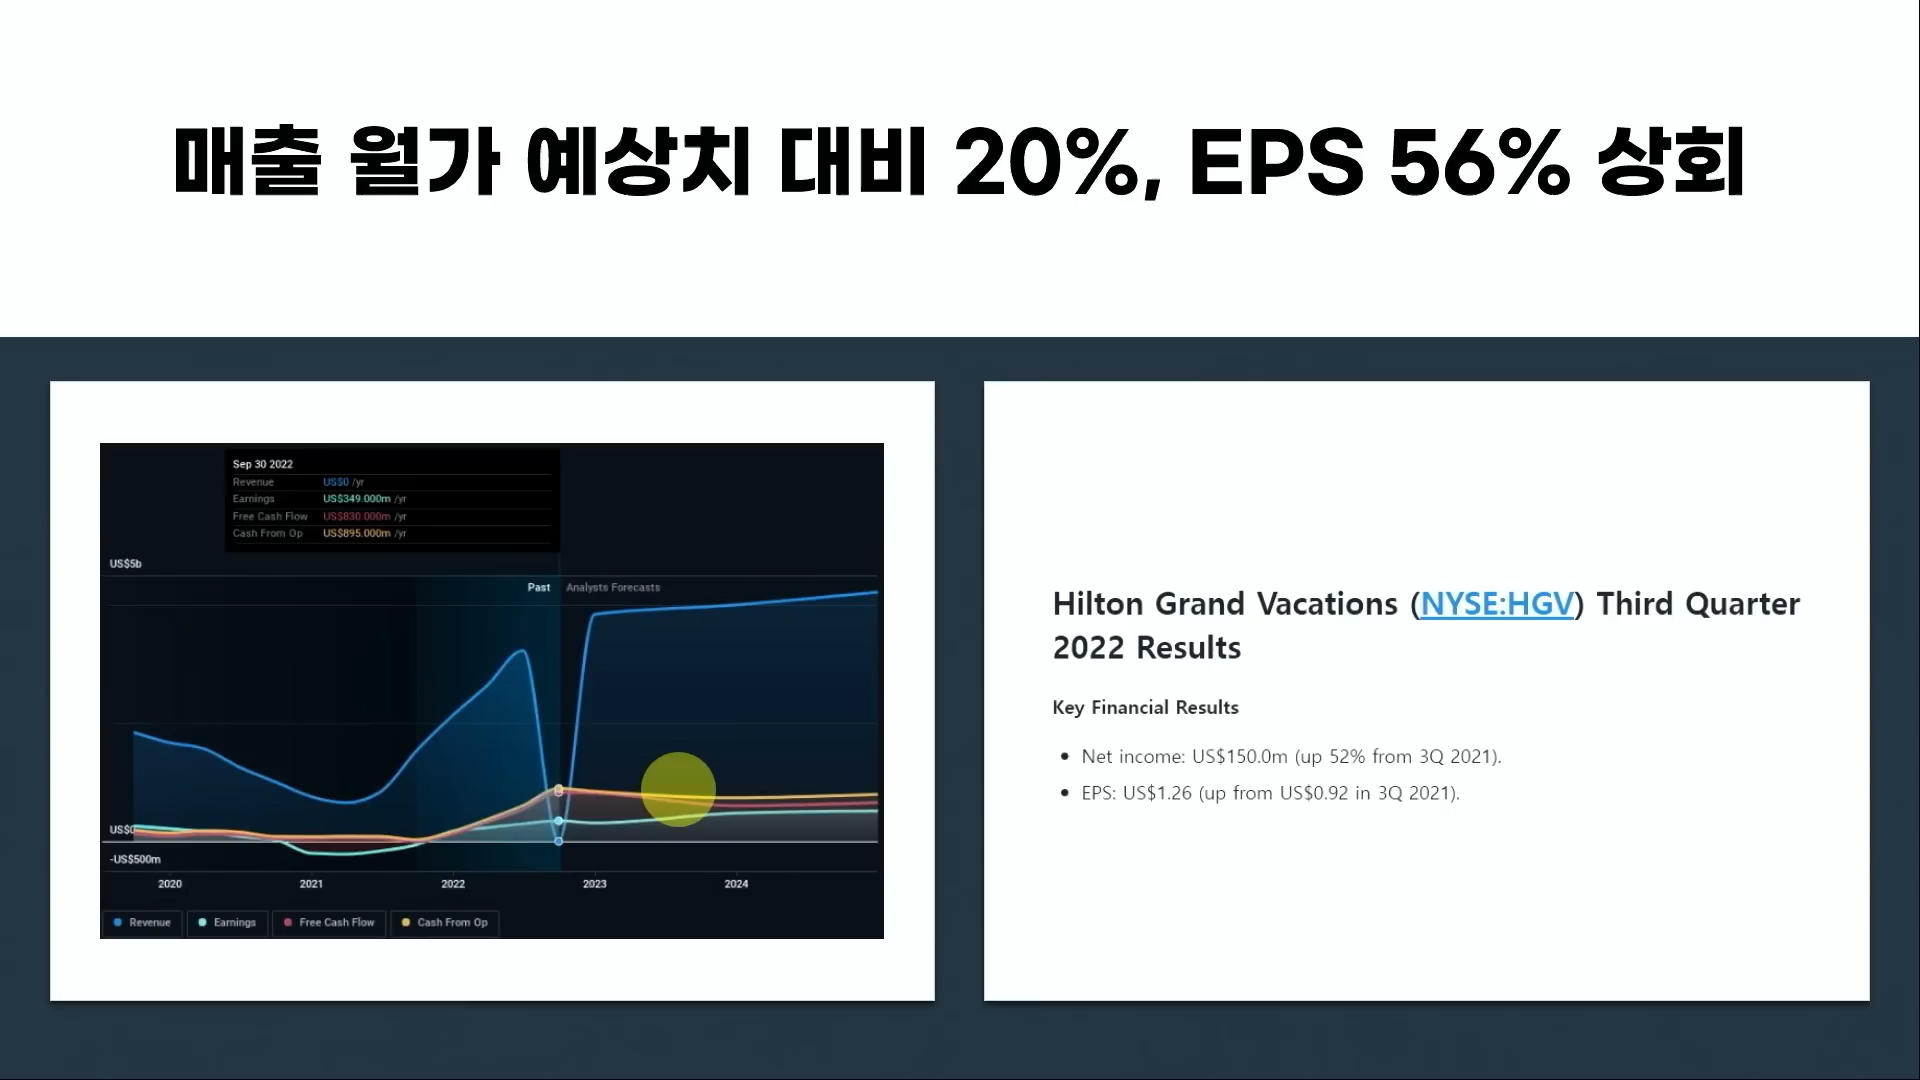 매출 월가 예상치 대비 20%, EPS 56% 상회
Sep 30 2022
Revenue US$0 /yr
Earnings US$349.000m /yr
Free Cash Flow US$830.000m /yr
Cash From Op US$895.000m /yr
US$5b
Past Analysts Forecasts
US$0
-US$500m
2020 2021 2022 2023 2024
Revenue Earnings Free Cash Flow Cash From Op
Hilton Grand Vacations (NYSE:HGV) Third Quarter
2022 Results
Key Financial Results
• Net income: US$150.0m (up 52% from 3Q 2021).
• EPS: US$1.26 (up from US$0.92 in 3Q 2021).